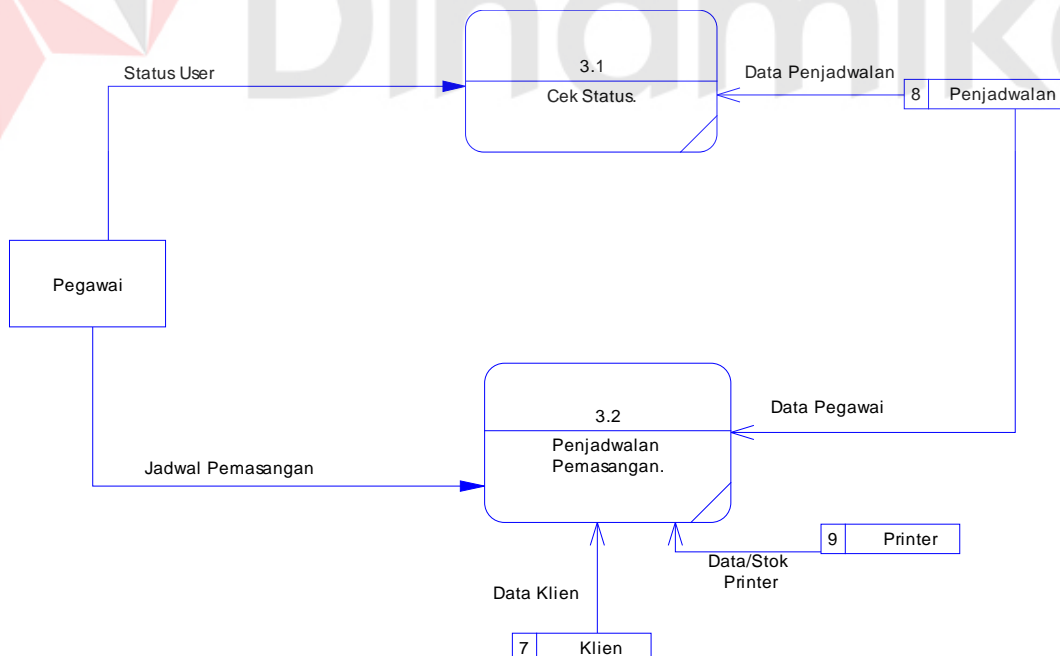 Dinamika
Status User
3.1
Cek Status.
Data Penjadwalan
8 Penjadwalan
Pegawai
3.2
Penjadwalan
Pemasangan.
Data Pegawai
Jadwal Pemasangan
9 Printer
Data/Stok
Printer
Data Klien
7 Klien